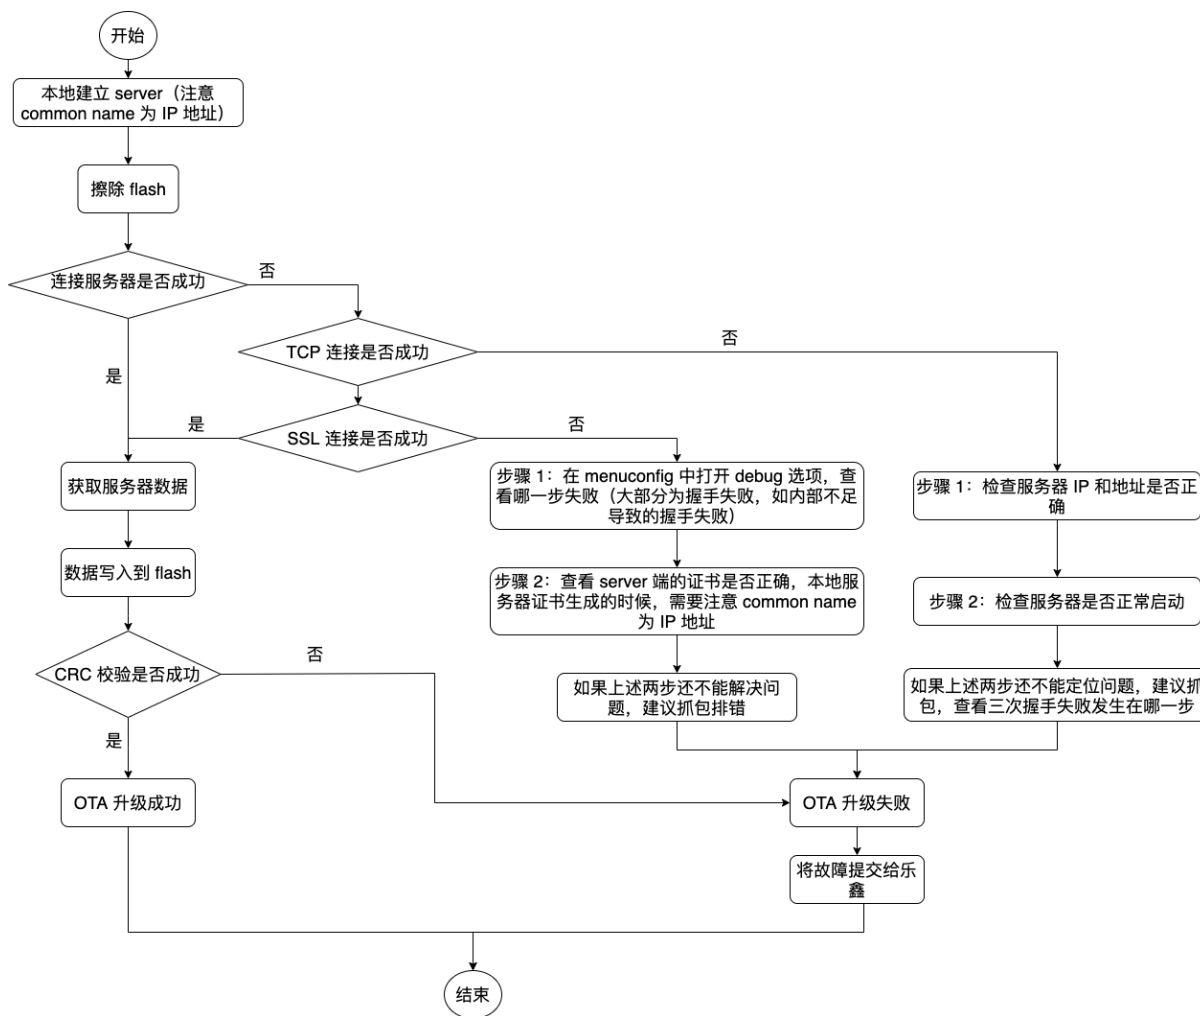 开始
本地建立 server（注意
common name 为 IP 地址）
擦除 flash
连接服务器是否成功
否
TCP 连接是否成功
否
是
是
SSL 连接是否成功
否
获取服务器数据
步骤 1：在 menuconfig 中打开 debug 选项，查
看哪一步失败（大部分为握手失败，如内部不足
导致的握手失败）
步骤 1：检查服务器 IP 和地址是否正
确
数据写入到 flash
步骤 2：查看 server 端的证书是否正确，本地服
务器证书生成的时候，需要注意 common name
为 IP 地址
步骤 2：检查服务器是否正常启动
CRC 校验是否成功
否
如果上述两步还不能解决问
题，建议抓包排错
如果上述两步还不能定位问题，建议抓
包，查看三次握手失败发生在哪一步
是
OTA 升级成功
OTA 升级失败
将故障提交给乐
鑫
结束